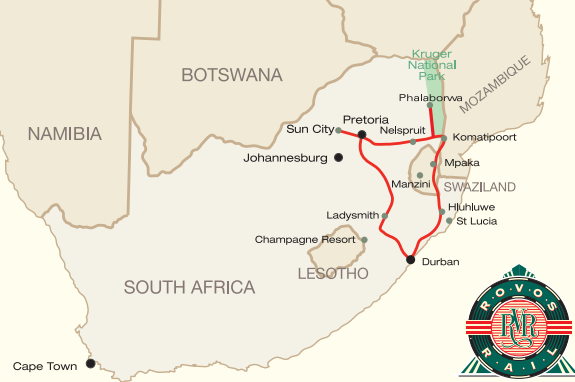 Kruger
National
Park
BOTSWANA
MOZAMBIQUE
Phalaborwa
NAMIBIA
Pretoria
Sun City
Nelspruit
Komatipoort
Johannesburg
Mpaka
Manzini
SWAZILAND
Ladysmith
Hluhluwe
St Lucia
Champagne Resort
Durban
LESOTHO
SOUTH AFRICA
Cape Town
ROVOS
RVR
RAIL